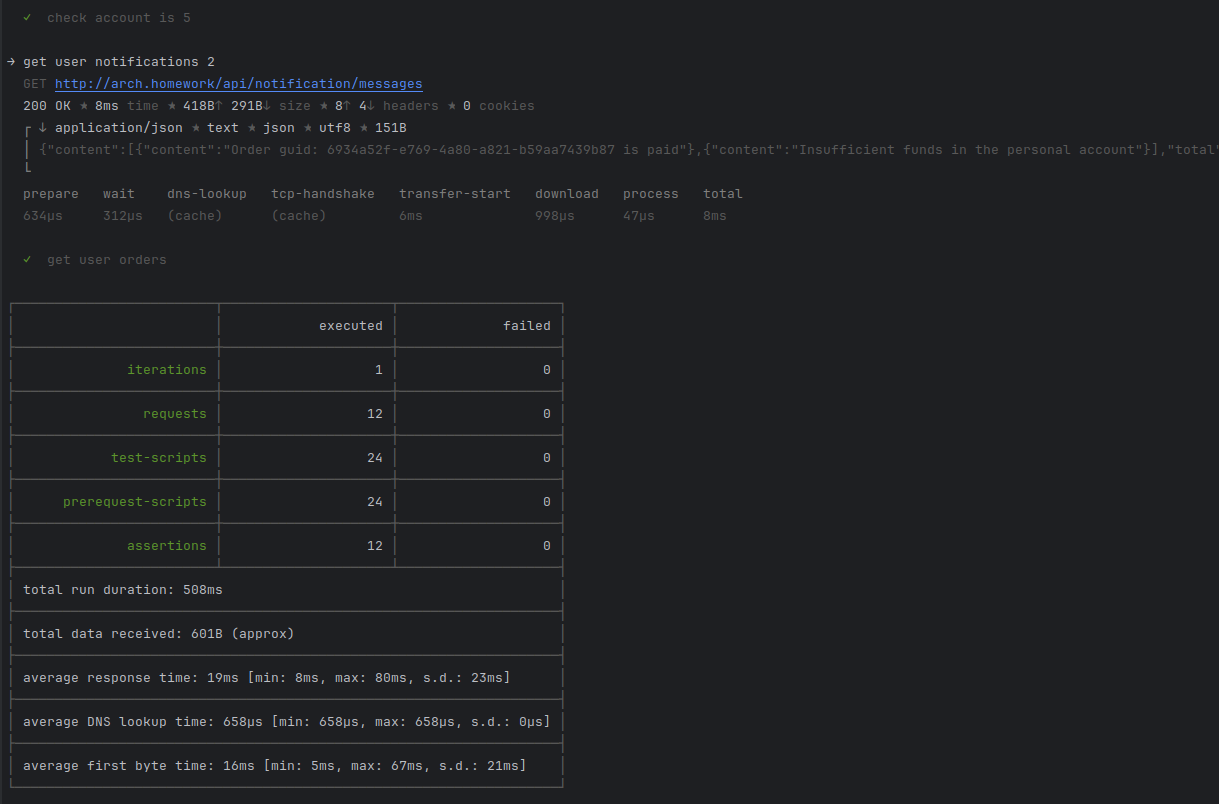 ✓ check account is 5
→ get user notifications 2
GET http://arch.homework/api/notification/messages
200 OK ★ 8ms time ★ 418B↑ 291B↓ size ★ 8↑ 4↓ headers ★ 0 cookies
┌ ↓ application/json ★ text ★ json ★ utf8 ★ 151B
│ {"content":[{"content":"Order guid: 6934a52f-e769-4a80-a821-b59aa7439b87 is paid"},{"content":"Insufficient funds in the personal account"}],"total"
└
prepare wait dns-lookup tcp-handshake transfer-start download process total
634µs 312µs (cache) (cache) 6ms 998µs 47µs 8ms
✓ get user orders
executed failed
iterations 1 0
requests 12 0
test-scripts 24 0
prerequest-scripts 24 0
assertions 12 0
total run duration: 508ms
total data received: 601B (approx)
average response time: 19ms [min: 8ms, max: 80ms, s.d.: 23ms]
average DNS lookup time: 658µs [min: 658µs, max: 658µs, s.d.: 0µs]
average first byte time: 16ms [min: 5ms, max: 67ms, s.d.: 21ms]